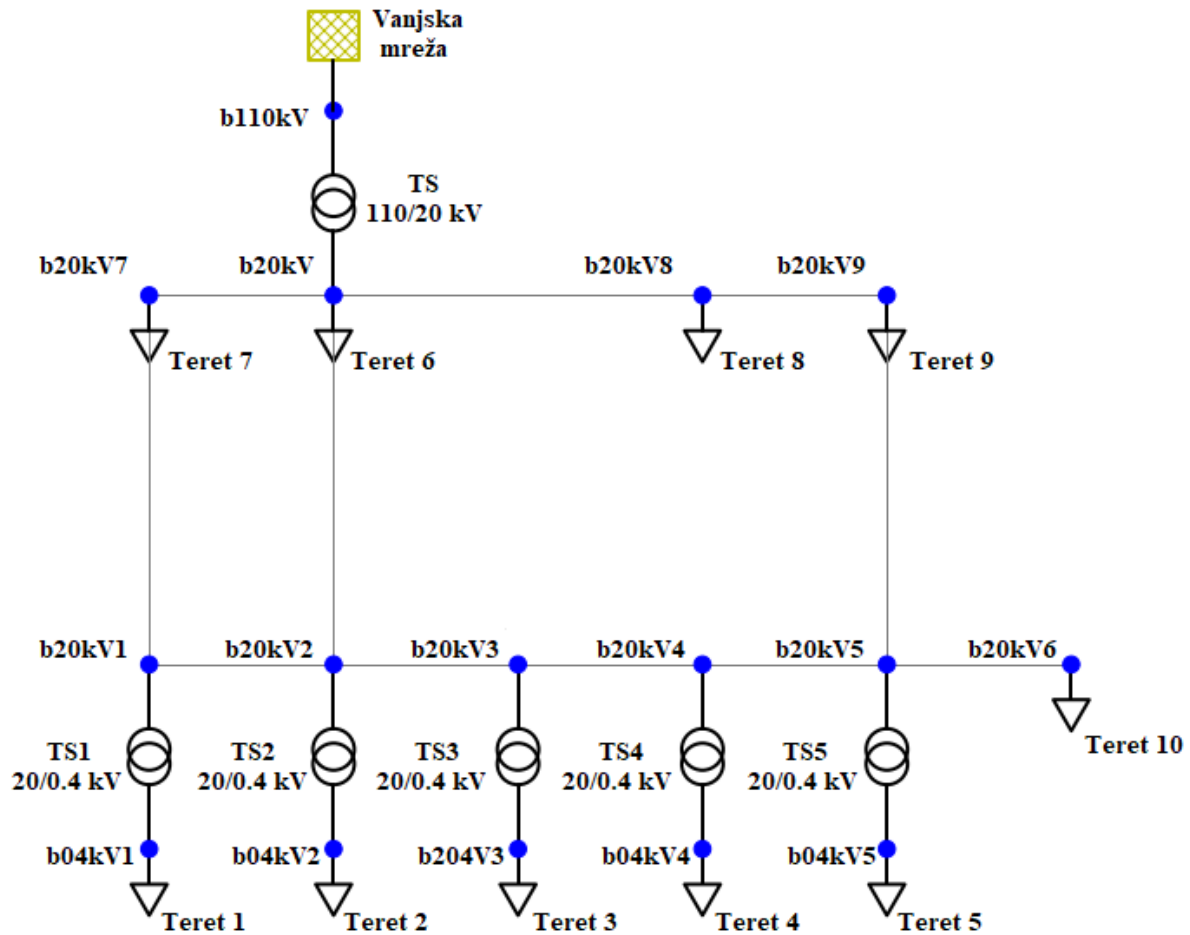 Vanjska
mreža
b110kV
TS
110/20 kV
b20kV7
b20kV
b20kV8
b20kV9
Teret 7
Teret 6
Teret 8
Teret 9
b20kV1
b20kV2
b20kV3
b20kV4
b20kV5
b20kV6
Teret 10
TS1
20/0.4 kV
TS2
20/0.4 kV
TS3
20/0.4 kV
TS4
20/0.4 kV
TS5
20/0.4 kV
b04kV1
b04kV2
b204V3
b04kV4
b04kV5
Teret 1
Teret 2
Teret 3
Teret 4
Teret 5